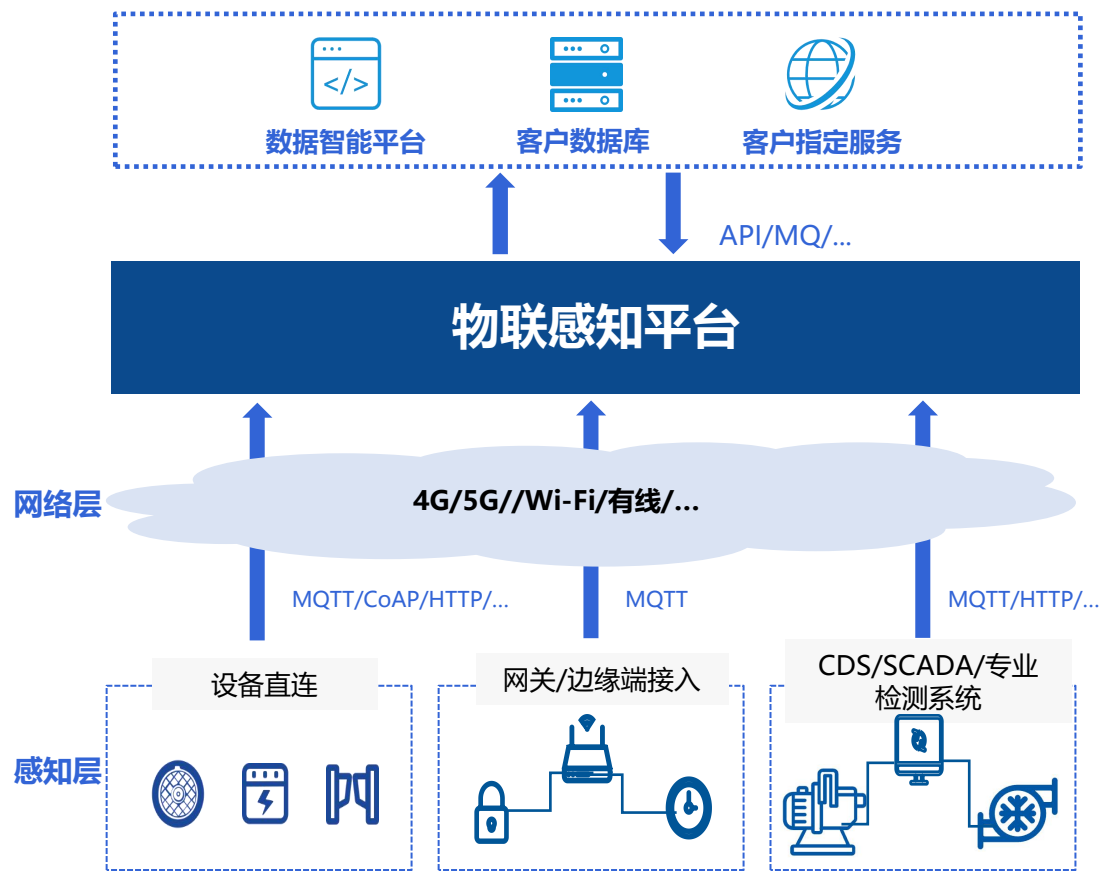 数据智能平台
客户数据库
客户指定服务
API/MQ/...
物联感知平台
网络层
4G/5G//Wi-Fi/有线/...
MQTT/CoAP/HTTP/...
MQTT
MQTT/HTTP/...
设备直连
网关/边缘端接入
CDS/SCADA/专业
检测系统
感知层